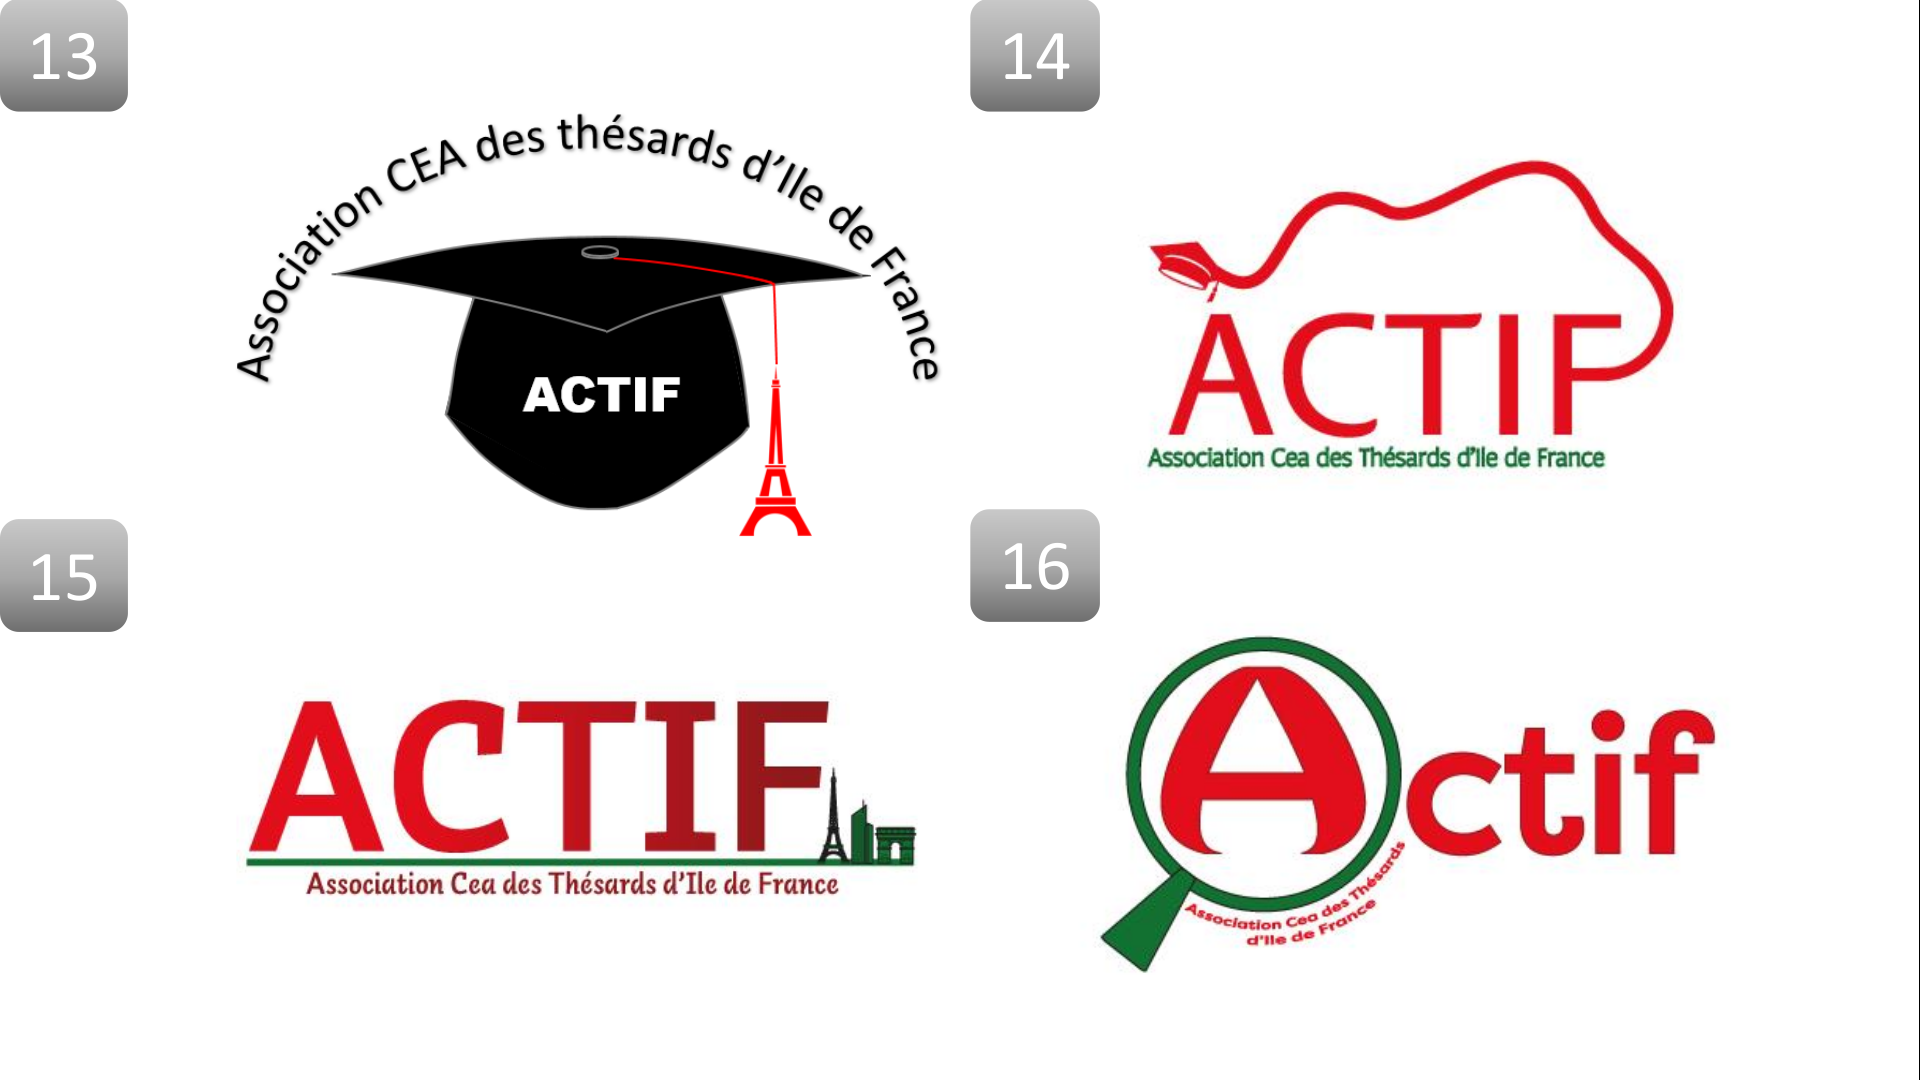 13
Association CEA des thésards d’Ile de France
ACTIF
14
ACTIF
Association Cea des Thésards d'Ile de France
15
ACTIF
Association Cea des Thésards d'Ile de France
16
Actif
Association Cea des Thésards
d'Ile de France